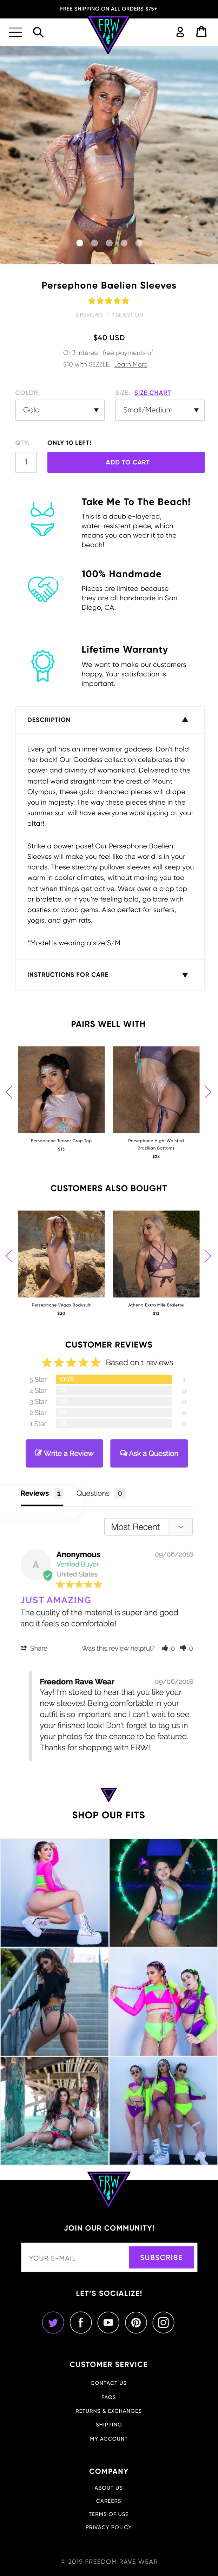 FREE SHIPPING ON ALL ORDERS $75+
FRW
Persephone Baelien Sleeves
2 REVIEWS 1 QUESTION
$40 USD
Or 3 interest-free payments of
$10 with SEZZLE. Learn More.
COLOR: SIZE: SIZE CHART
Gold Small/Medium
QTY: ONLY 10 LEFT!
1 ADD TO CART
Take Me To The Beach!
This is a double-layered,
water-resistent piece, which
means you can wear it to the
beach!
100% Handmade
Pieces are limited because
they are all handmade in San
Diego, CA.
Lifetime Warranty
We want to make our customers
happy. Your satisfaction is
important.
DESCRIPTION
Every girl has an inner warrior goddess. Don't hold
her back! Our Goddess collection celebrates the
power and divinity of womankind. Delivered to the
mortal world straight from the crest of Mount
Olympus, these gold-drenched pieces will drape
you in majesty. The way these pieces shine in the
summer sun will have everyone worshiping at your
altar!
Strike a power pose! Our Persephone Baelien
Sleeves will make you feel like the world is in your
hands. These stretchy pullover sleeves will keep you
warm in cooler climates, without making you too
hot when things get active. Wear over a crop top
or bralette, or if you're feeling bold, go bare with
pasties or body gems. Also perfect for surfers,
yogis, and gym rats.
*Model is wearing a size S/M
INSTRUCTIONS FOR CARE
PAIRS WELL WITH
Persephone Teaser Crop Top
$13
Persephone High-Waisted
Brazilian Bottoms
$28
CUSTOMERS ALSO BOUGHT
Persephone Vegas Bodysuit
$30
Athena Extra Mile Bralette
$13
CUSTOMER REVIEWS
Based on 1 reviews
5 Star 100% 1
4 Star 0
3 Star 0
2 Star 0
1 Star 0
Write a Review Ask a Question
Reviews 1 Questions 0
Most Recent
A
Anonymous 09/06/2018
Verified Buyer
United States
JUST AMAZING
The quality of the material is super and good
and it feels so comfortable!
Share Was this review helpful? 0 0
Freedom Rave Wear 09/06/2018
Yay! I'm stoked to hear that you like your
new sleeves! Being comfortable in your
outfit is so important and I can't wait to see
your finished look! Don't forget to tag us in
your photos for the chance to be featured.
Thanks for shopping with FRW!
SHOP OUR FITS
FRW
JOIN OUR COMMUNITY!
YOUR E-MAIL SUBSCRIBE
LET'S SOCIALIZE!
CUSTOMER SERVICE
CONTACT US
FAQS
RETURNS & EXCHANGES
SHIPPING
MY ACCOUNT
COMPANY
ABOUT US
CAREERS
TERMS OF USE
PRIVACY POLICY
© 2019 FREEDOM RAVE WEAR